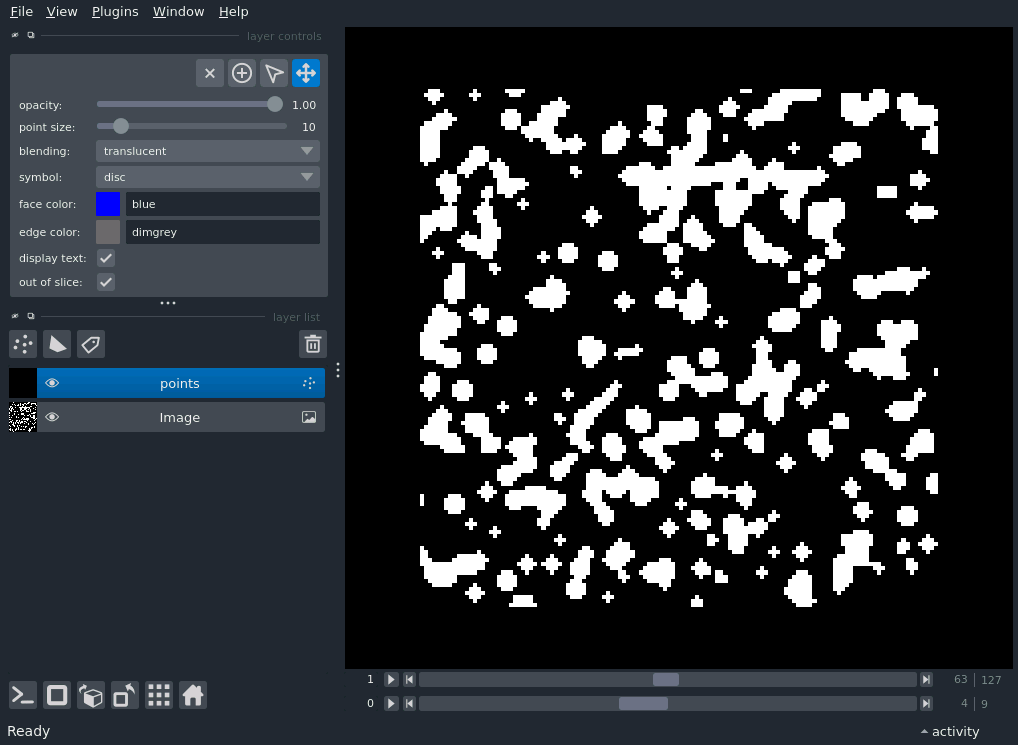 File View Plugins Window Help
layer controls
opacity: 1.00
point size: 10
blending: translucent
symbol: disc
face color: blue
edge color: dimgrey
display text:
out of slice:
layer list
points
Image
1 63 127
0 4 9
Ready activity